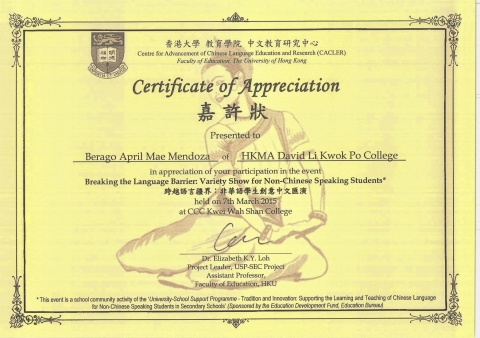 香港大學 教育學院 中文教育研究中心
Centre for Advancement of Chinese Language Education and Research (CACLER)
Faculty of Education, The University of Hong Kong
Certificate of Appreciation
嘉許狀
Presented to
Berago April Mae Mendoza of HKMA David Li Kwok Po College
in appreciation of your participation in the event
Breaking the Language Barrier: Variety Show for Non-Chinese Speaking Students*
跨越語言疆界：非華語學生創意中文匯演
held on 7th March 2015
at CCC Kwei Wah Shan College
Dr. Elizabeth K.Y. Loh
Project Leader, USP-SEC Project
Assistant Professor,
Faculty of Education, HKU
* This event is a school community activity of the 'University-School Support Programme - Tradition and Innovation: Supporting the Learning and Teaching of Chinese Language
for Non-Chinese Speaking Students in Secondary Schools' (Sponsored by the Education Development Fund, Education Bureau)